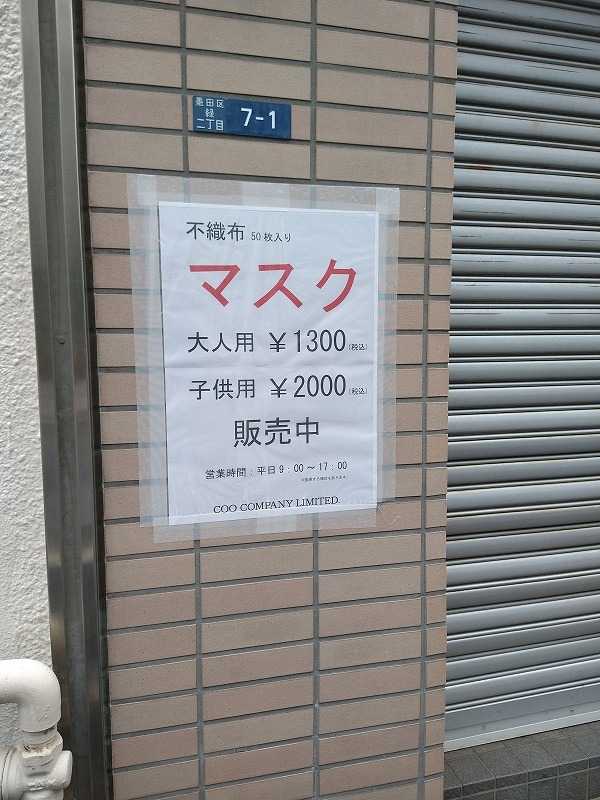 墨田区
緑
二丁目
7-1
不織布 50枚入り
マスク
大人用 ¥1300(税込)
子供用 ¥2000(税込)
販売中
営業時間：平日9：00～17：00
COO COMPANY LIMITED.